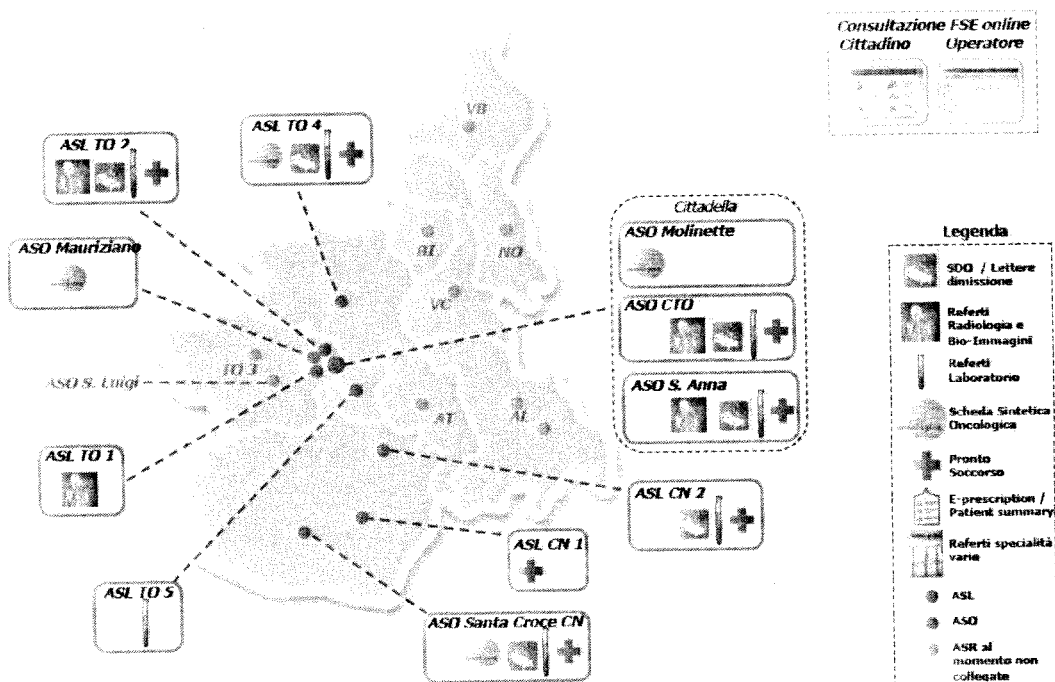 Consultazione FSE online
Cittadino Operatore
VB
ASL TO 4
ASL TO 2
Cittadella
ASO Molinette
BI
NO
Legenda
ASO Mauriziano
SDO / Lettere
dimissione
VC
ASO CTO
Referti
Radiologia e
Bio-Immagini
TO 3
ASO S. Luigi
Referti
Laboratorio
ASO S. Anna
AT
AL
Scheda Sintetica
Oncologica
ASL TO 1
Pronto
Soccorso
ASL CN 2
E-prescription /
Patient summary
ASL CN 1
Referti specialità
varie
ASL TO 5
ASL
ASO Santa Croce CN
ASO
ASR al
momento non
collegate